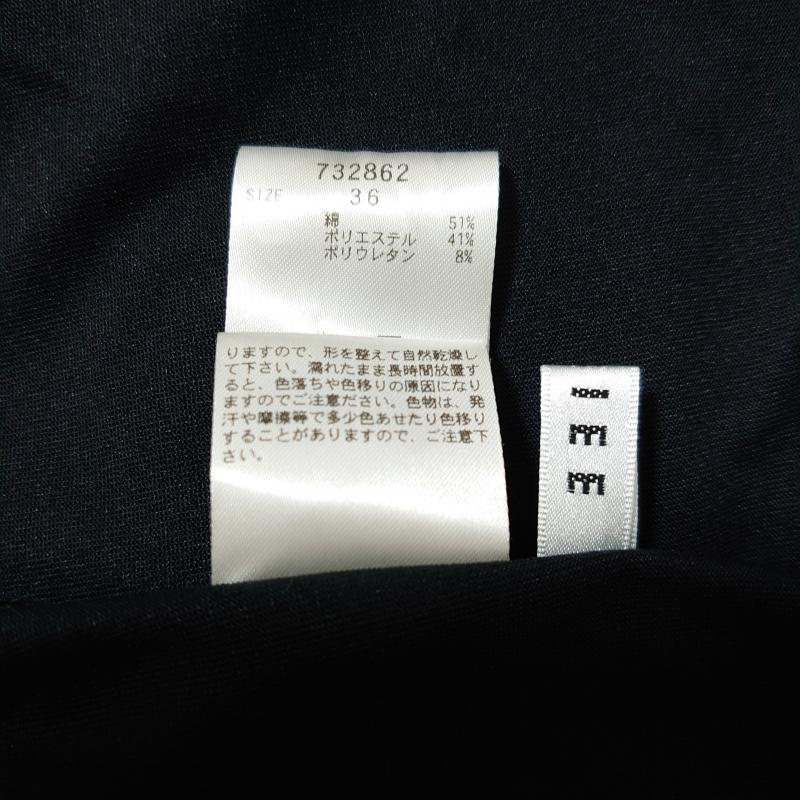 732862
SIZE 36
綿 51%
ポリエステル 41%
ポリウレタン 8%
りますので、形を整えて自然乾燥し
て下さい。濡れたまま長時間放置す
ると、色落ちや色移りの原因になり
ますのでご注意ださい。色物は、発
汗や摩擦等で多少色あせたり色移り
することがありますので、ご注意下
さい。